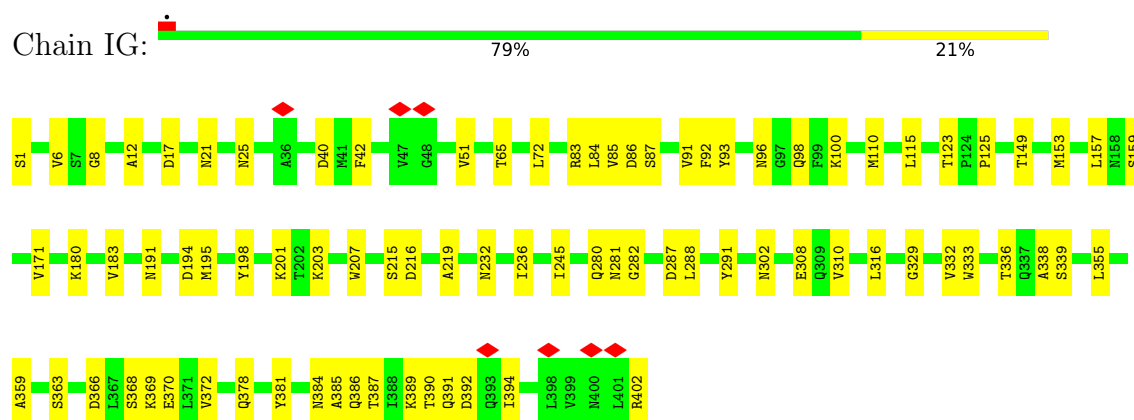 Chain IG:
79% 21%
S1 V6 S7 G8 A12 D17 N21 N25 A36 D40 M41 F42 V47 G48 V51 T65 L72 R83 L84 V85 D86 S87 V91 F92 Y93 N96 G97 Q98 F99 K100 M110 L115 T123 P124 P125 T149 M153 L157 N158 S159
V171 K180 V183 N191 D194 M195 Y198 K201 T202 K203 W207 S215 D216 A219 N232 I236 I245 Q280 N281 G282 D287 L288 Y291 N302 E308 Q309 V310 L316 G329 V332 W333 T336 Q337 A338 S339 L355
A359 S363 D366 L367 S368 K369 E370 L371 V372 Q378 Y381 N384 A385 Q386 T387 I388 K389 T390 Q391 D392 Q393 I394 L398 V399 N400 L401 R402